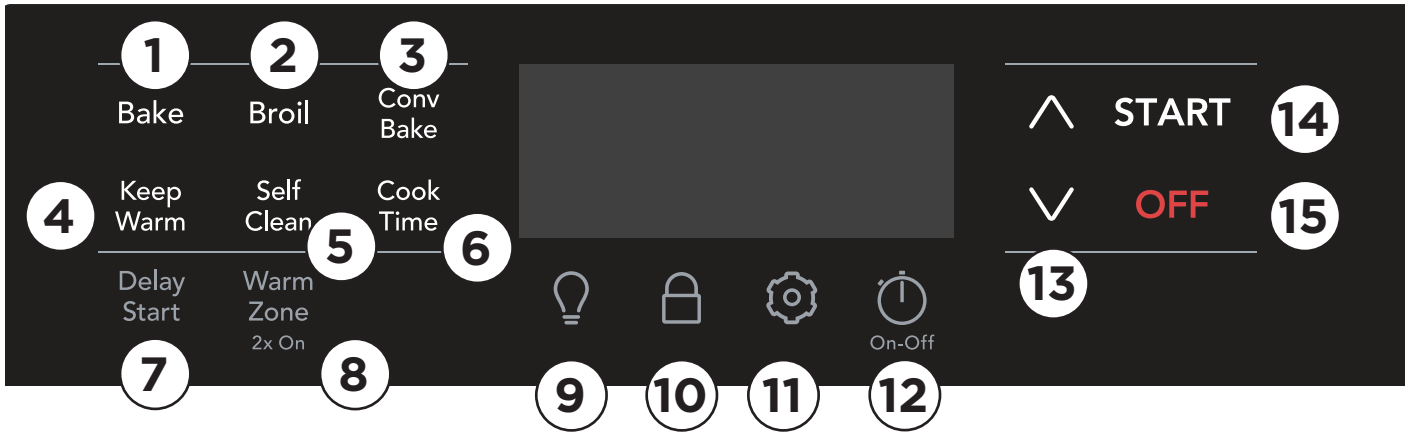 1 2 3
Bake Broil Conv
Bake
START 14
4 Keep
Warm
Self
Clean
5
Cook
Time
6
OFF 15
13
Delay
Start
7
Warm
Zone
2x On
8
On-Off
9 10 11 12